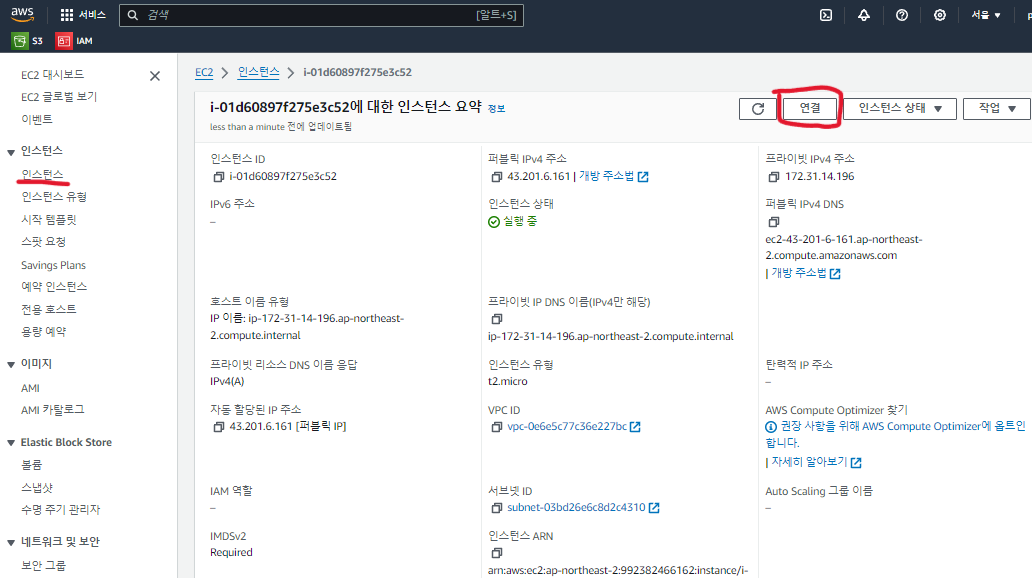 aws
서비스
검색
[알트+S]
서울
S3
IAM
EC2 대시보드
EC2 글로벌 보기
이벤트
인스턴스
인스턴스
인스턴스 유형
시작 템플릿
스팟 요청
Savings Plans
예약 인스턴스
전용 호스트
용량 예약
이미지
AMI
AMI 카탈로그
Elastic Block Store
볼륨
스냅샷
수명 주기 관리자
네트워크 및 보안
보안 그룹
EC2 > 인스턴스 > i-01d60897f275e3c52
i-01d60897f275e3c52에 대한 인스턴스 요약 정보
less than a minute 전에 업데이트됨
연결
인스턴스 상태
작업
인스턴스 ID
i-01d60897f275e3c52
퍼블릭 IPv4 주소
43.201.6.161 | 개방 주소법
프라이빗 IPv4 주소
172.31.14.196
IPv6 주소
–
인스턴스 상태
실행 중
퍼블릭 IPv4 DNS
ec2-43-201-6-161.ap-northeast-
2.compute.amazonaws.com
| 개방 주소법
호스트 이름 유형
IP 이름: ip-172-31-14-196.ap-northeast-
2.compute.internal
프라이빗 IP DNS 이름(IPv4만 해당)
ip-172-31-14-196.ap-northeast-2.compute.internal
프라이빗 리소스 DNS 이름 응답
IPv4(A)
인스턴스 유형
t2.micro
탄력적 IP 주소
–
자동 할당된 IP 주소
43.201.6.161 [퍼블릭 IP]
VPC ID
vpc-0e6e5c77c36e227bc
AWS Compute Optimizer 찾기
권장 사항을 위해 AWS Compute Optimizer에 옵트인
합니다.
| 자세히 알아보기
IAM 역할
–
서브넷 ID
subnet-03bd26e6c8d2c4310
Auto Scaling 그룹 이름
–
IMDSv2
Required
인스턴스 ARN
arn:aws:ec2:ap-northeast-2:992382466162:instance/i-